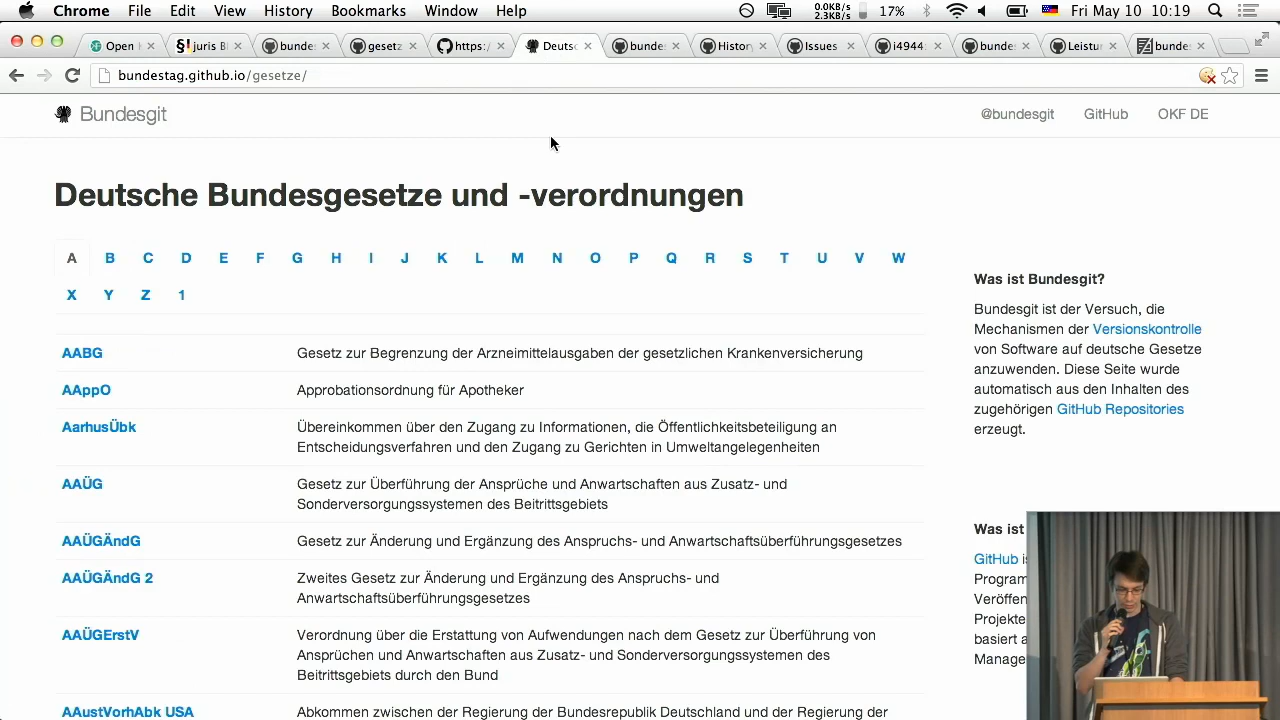 Chrome File Edit View History Bookmarks Window Help 0.0KB/s 2.3KB/s 17% Fri May 10 10:19
Open juris B bunde gesetz https:/ Deuts bunde Histor Issues i4944 bunde Leistu bunde
bundestag.github.io/gesetze/
Bundesgit @bundesgit GitHub OKF DE
Deutsche Bundesgesetze und -verordnungen
A B C D E F G H I J K L M N O P Q R S T U V W
X Y Z 1
AABG Gesetz zur Begrenzung der Arzneimittelausgaben der gesetzlichen Krankenversicherung
AAppO Approbationsordnung für Apotheker
AarhusÜbk Übereinkommen über den Zugang zu Informationen, die Öffentlichkeitsbeteiligung an
Entscheidungsverfahren und den Zugang zu Gerichten in Umweltangelegenheiten
AAÜG Gesetz zur Überführung der Ansprüche und Anwartschaften aus Zusatz- und
Sonderversorgungssystemen des Beitrittsgebiets
AAÜGÄndG Gesetz zur Änderung und Ergänzung des Anspruchs- und Anwartschaftsüberführungsgesetzes
AAÜGÄndG 2 Zweites Gesetz zur Änderung und Ergänzung des Anspruchs- und
Anwartschaftsüberführungsgesetzes
AAÜGErstV Verordnung über die Erstattung von Aufwendungen nach dem Gesetz zur Überführung von
Ansprüchen und Anwartschaften aus Zusatz- und Sonderversorgungssystemen des
Beitrittsgebiets durch den Bund
AAustVorhAbk USA Abkommen zwischen der Regierung der Bundesrepublik Deutschland und der Regierung der
Was ist Bundesgit?
Bundesgit ist der Versuch, die
Mechanismen der Versionskontrolle
von Software auf deutsche Gesetze
anzuwenden. Diese Seite wurde
automatisch aus den Inhalten des
zugehörigen GitHub Repositories
erzeugt.
Was ist
GitHub
Program
Veröffen
Projekte
basiert
Manage